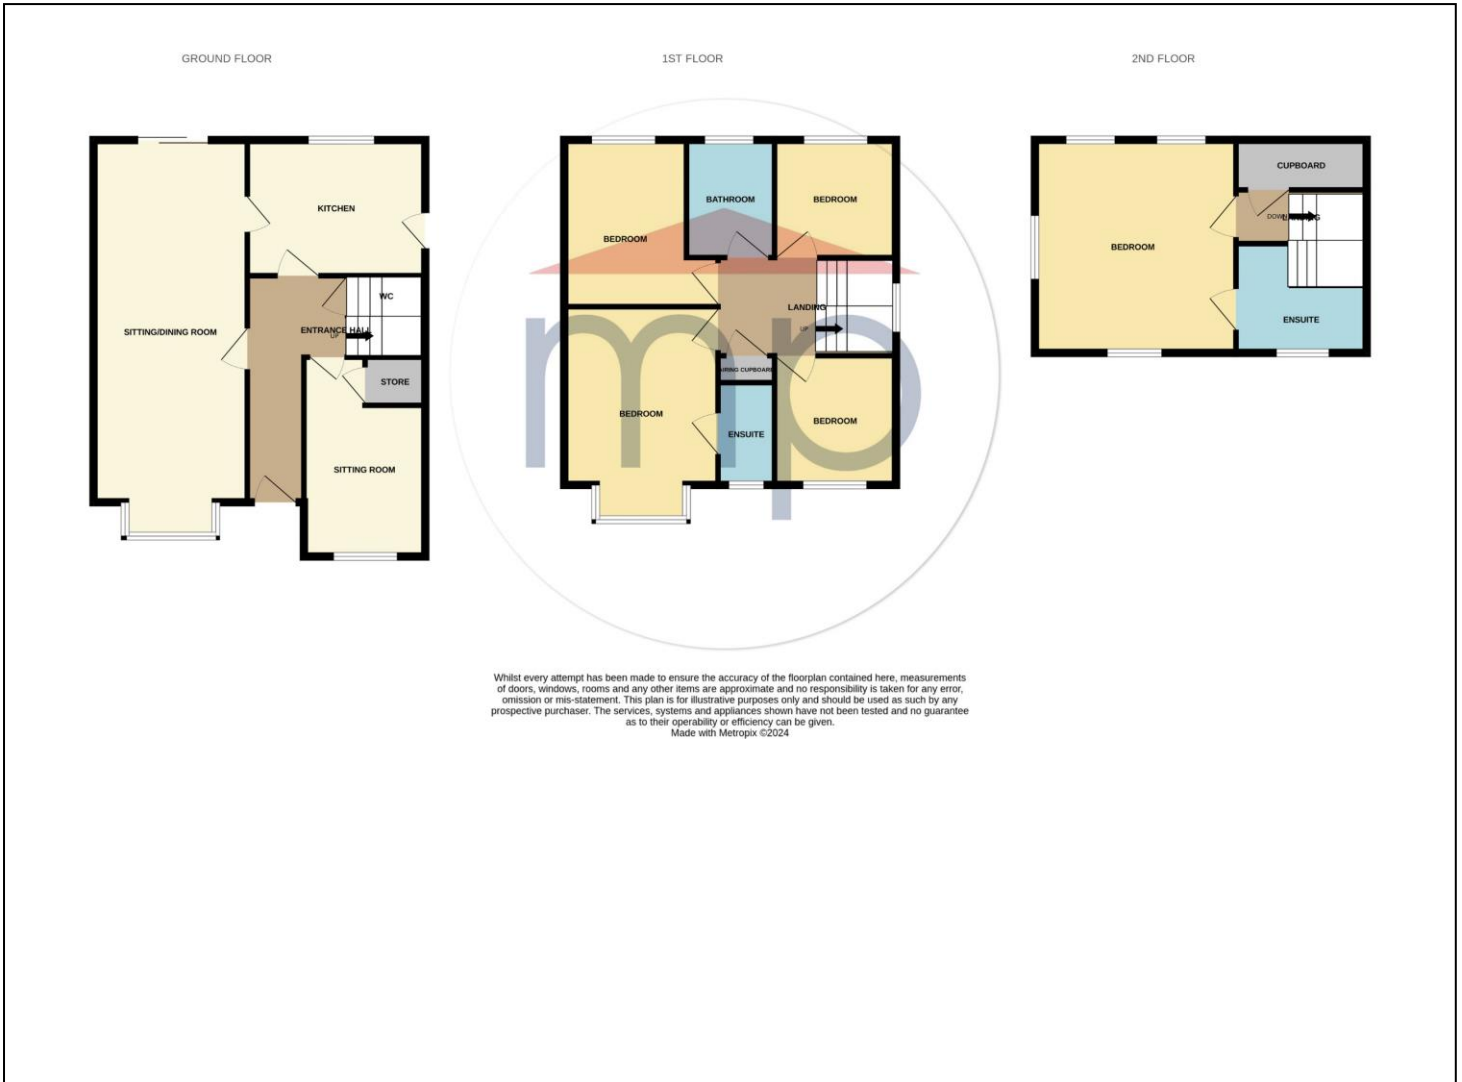 GROUND FLOOR
1ST FLOOR
2ND FLOOR
KITCHEN
WC
SITTING/DINING ROOM
ENTRANCE HALL
UP
STORE
SITTING ROOM
BATHROOM
BEDROOM
BEDROOM
LANDING
UP
AIRING CUPBOARD
BEDROOM
ENSUITE
BEDROOM
CUPBOARD
DOWN
LANDING
BEDROOM
ENSUITE
mp
Whilst every attempt has been made to ensure the accuracy of the floorplan contained here, measurements
of doors, windows, rooms and any other items are approximate and no responsibility is taken for any error,
omission or mis-statement. This plan is for illustrative purposes only and should be used as such by any
prospective purchaser. The services, systems and appliances shown have not been tested and no guarantee
as to their operability or efficiency can be given.
Made with Metropix ©2024